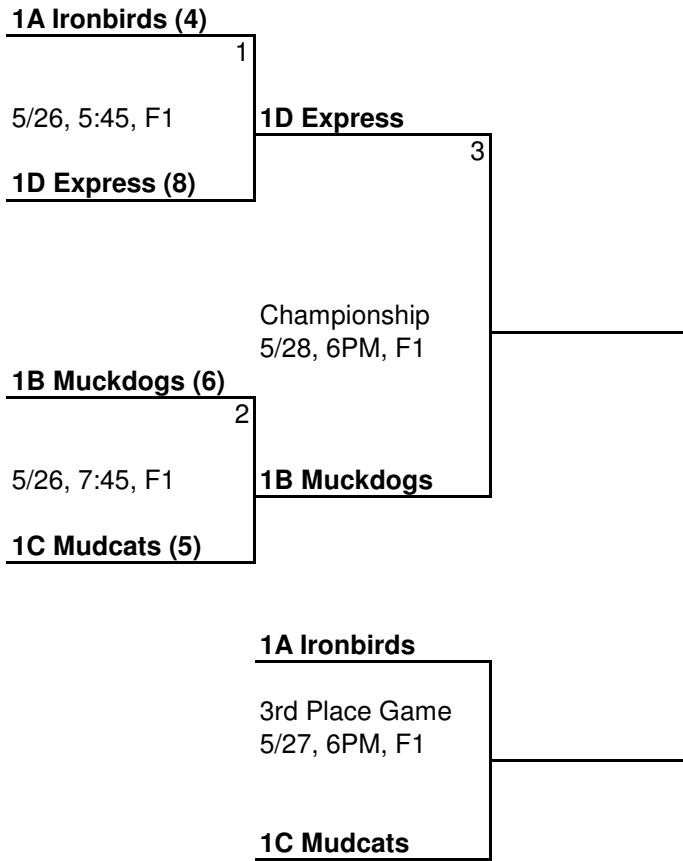 1A Ironbirds (4)
1
5/26, 5:45, F1
1D Express
3
1D Express (8)
Championship
5/28, 6PM, F1
1B Muckdogs (6)
2
5/26, 7:45, F1
1B Muckdogs
1C Mudcats (5)
1A Ironbirds
3rd Place Game
5/27, 6PM, F1
1C Mudcats